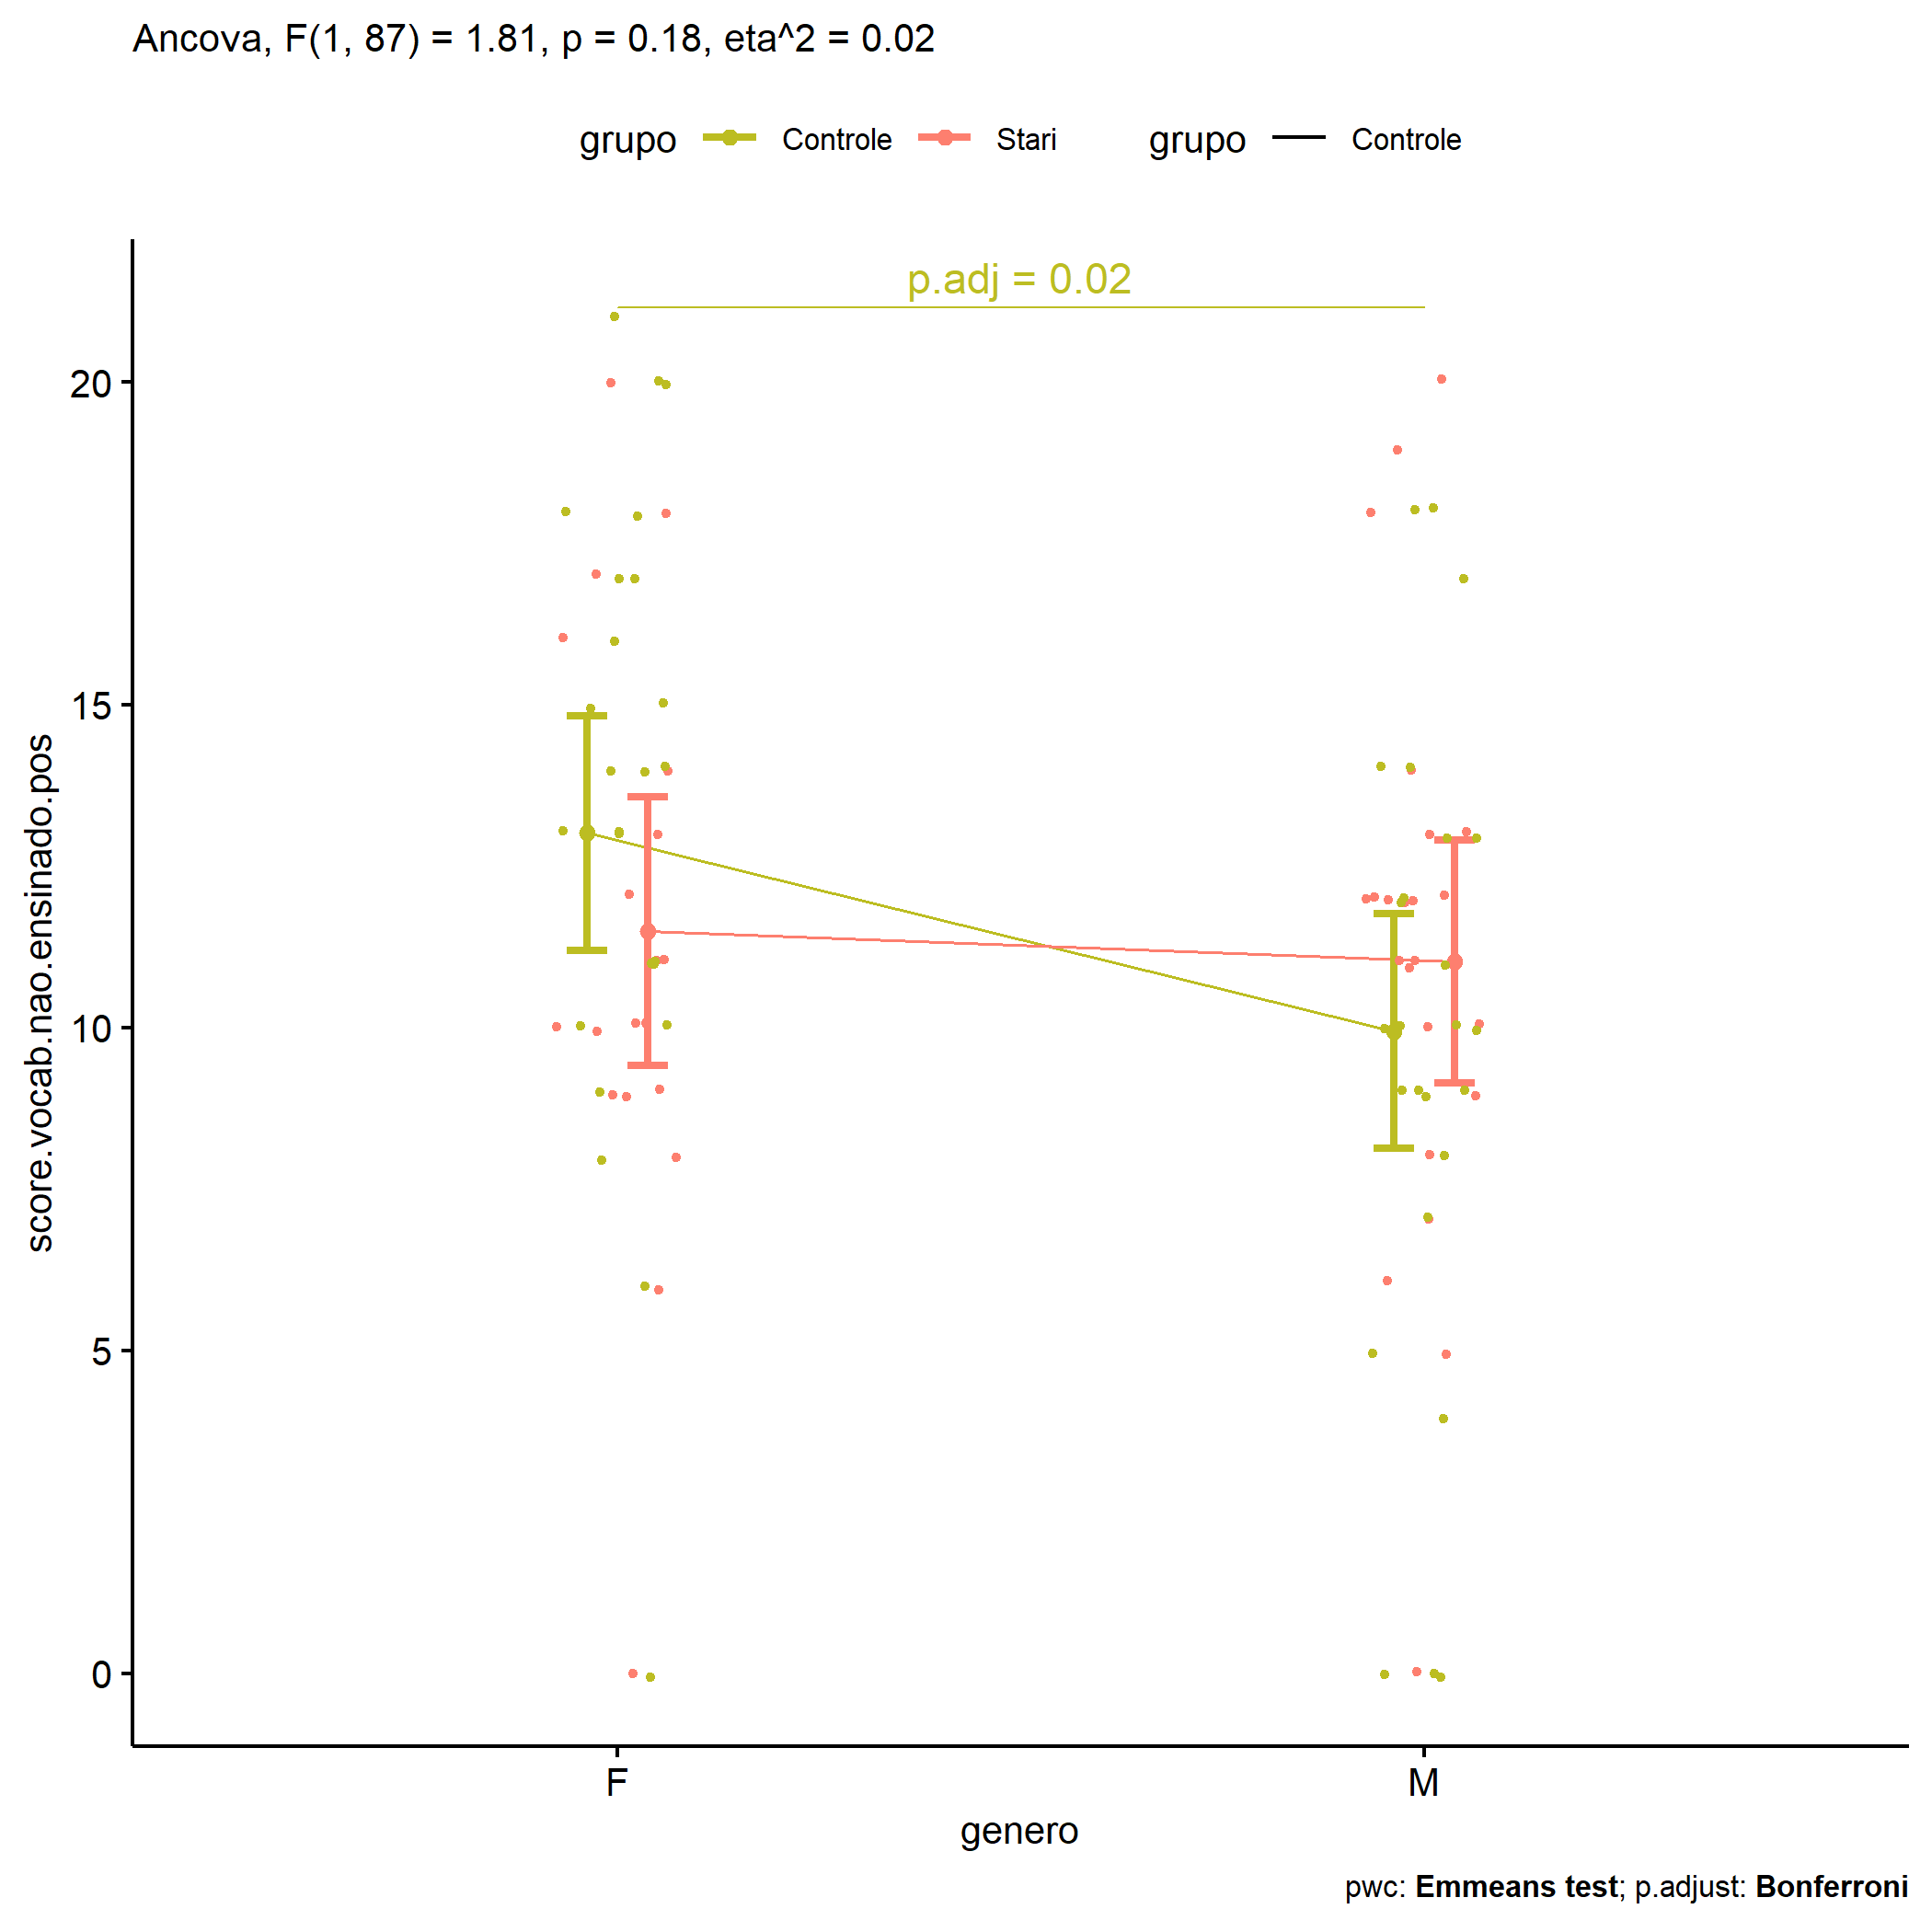 Ancova, F(1, 87) = 1.81, p = 0.18, eta^2 = 0.02
grupo Controle Stari grupo Controle
p.adj = 0.02
20
15
10
5
0
score.vocab.nao.ensinado.pos
F M
genero
pwc: Emmeans test; p.adjust: Bonferroni